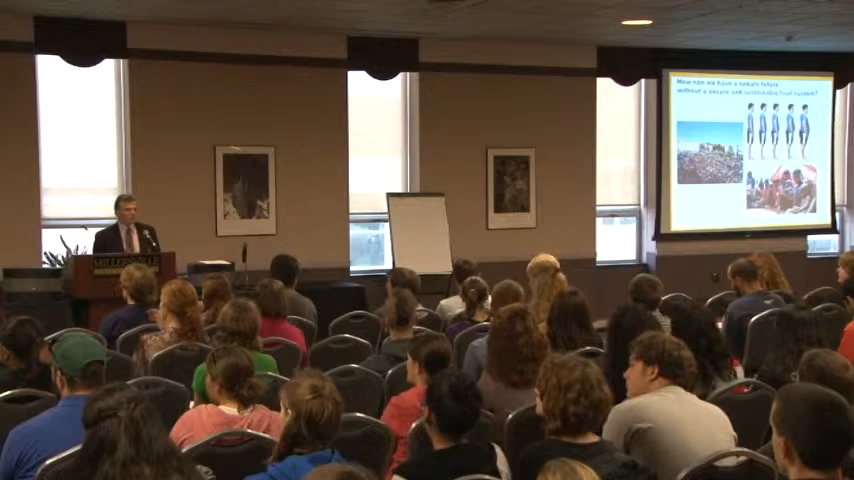 MILLERSVILLE
How can we have a secure future
without a secure and sustainable food system?